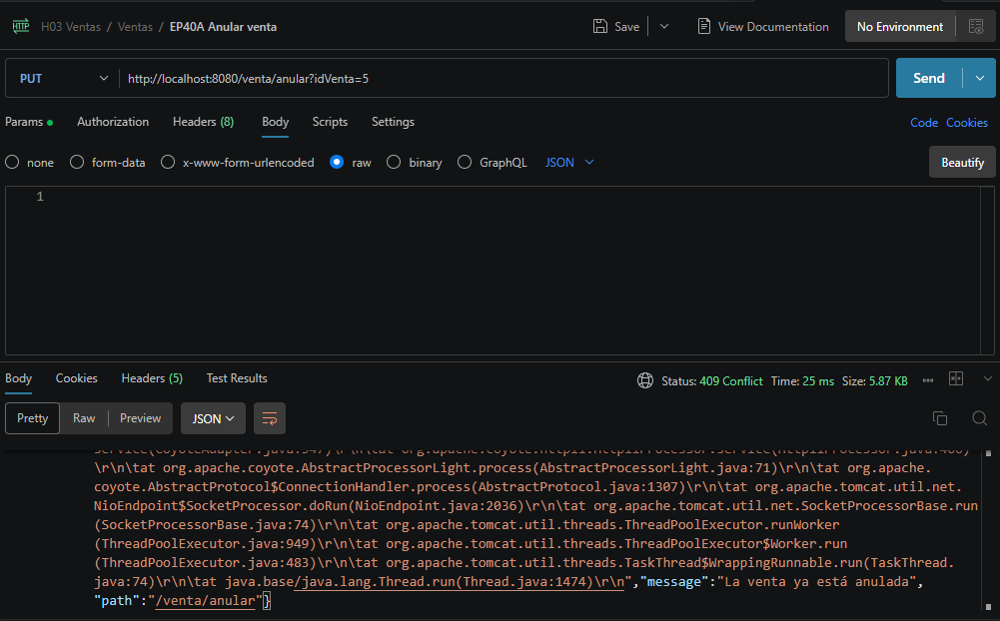 HTTP H03 Ventas / Ventas / EP40A Anular venta Save View Documentation No Environment
PUT http://localhost:8080/venta/anular?idVenta=5 Send
Params Authorization Headers (8) Body Scripts Settings Code Cookies
none form-data x-www-form-urlencoded raw binary GraphQL JSON Beautify
1
Body Cookies Headers (5) Test Results Status: 409 Conflict Time: 25 ms Size: 5.87 KB
Pretty Raw Preview JSON
\r\n\tat org.apache.coyote.AbstractProcessorLight.process(AbstractProcessorLight.java:71)\r\n\tat org.apache.
coyote.AbstractProtocol$ConnectionHandler.process(AbstractProtocol.java:1307)\r\n\tat org.apache.tomcat.util.net.
NioEndpoint$SocketProcessor.doRun(NioEndpoint.java:2036)\r\n\tat org.apache.tomcat.util.net.SocketProcessorBase.run
(SocketProcessorBase.java:74)\r\n\tat org.apache.tomcat.util.threads.ThreadPoolExecutor.runWorker
(ThreadPoolExecutor.java:949)\r\n\tat org.apache.tomcat.util.threads.ThreadPoolExecutor$Worker.run
(ThreadPoolExecutor.java:483)\r\n\tat org.apache.tomcat.util.threads.TaskThread$WrappingRunnable.run(TaskThread.
java:74)\r\n\tat java.base/java.lang.Thread.run(Thread.java:1474)\r\n","message":"La venta ya está anulada",
"path":"/venta/anular"}